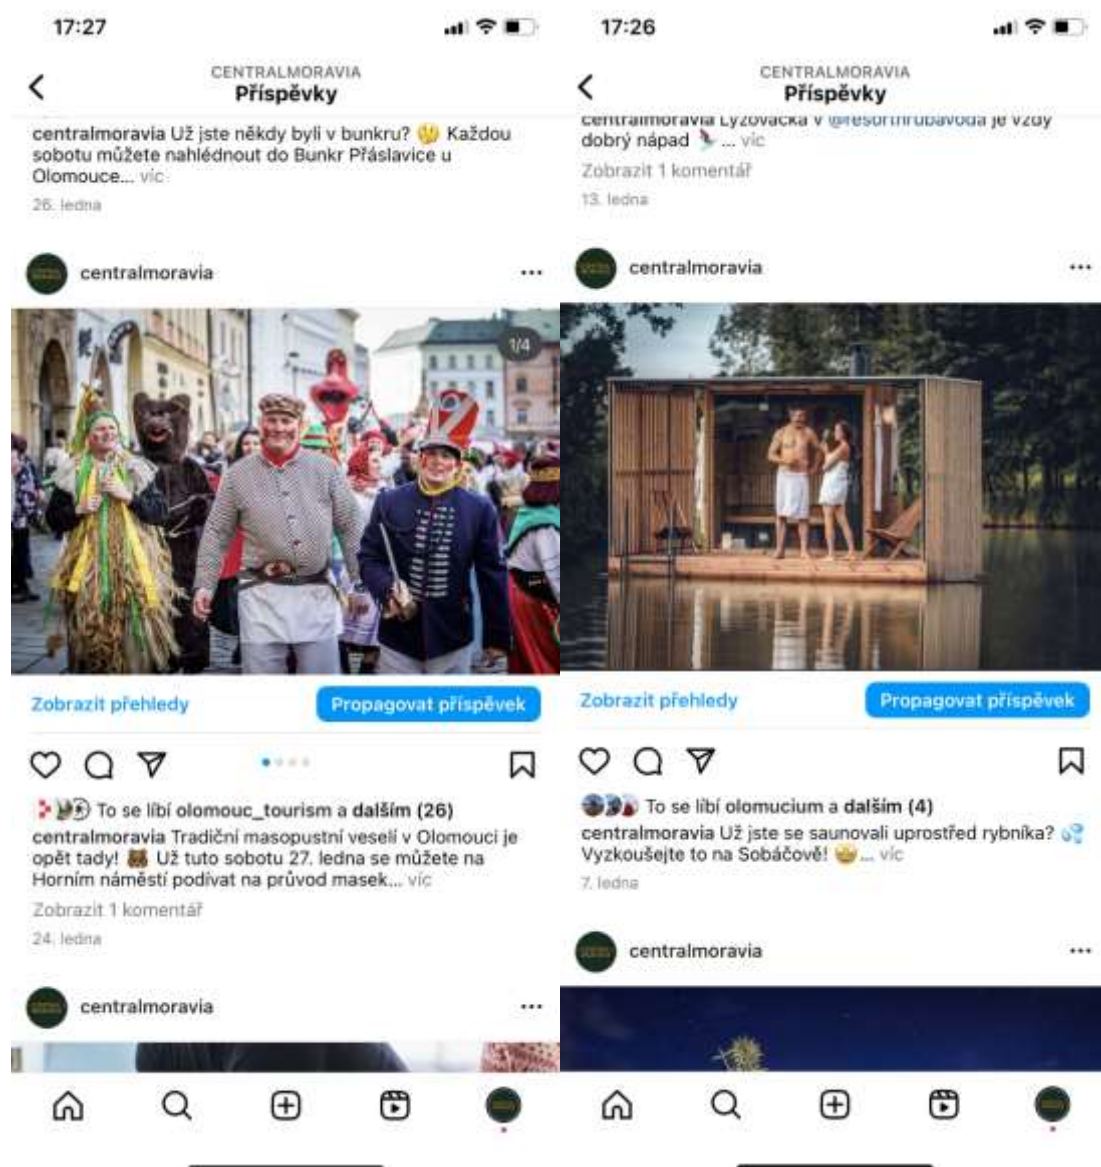 17:27
CENTRALMORAVIA
Příspěvky
centralmoravia Už jste někdy byli v bunkru? 🫣 Každou
sobotu můžete nahlédnout do Bunkr Přáslavice u
Olomouce... víc
26. ledna
centralmoravia
1/4
Zobrazit přehledy
Propagovat příspěvek
To se líbí olomouc_tourism a dalším (26)
centralmoravia Tradiční masopustní veselí v Olomouci je
opět tady! 🐻 Už tuto sobotu 27. ledna se můžete na
Horním náměstí podívat na průvod masek... víc
Zobrazit 1 komentář
24. ledna
centralmoravia
17:26
CENTRALMORAVIA
Příspěvky
centralmoravia Lyžovačka v @resorthrubavoda je vždy
dobrý nápad ⛷️... víc
Zobrazit 1 komentář
13. ledna
centralmoravia
Zobrazit přehledy
Propagovat příspěvek
To se líbí olomucium a dalším (4)
centralmoravia Už jste se saunovali uprostřed rybníka? 💦
Vyzkoušejte to na Sobáčově! 🤩... víc
7. ledna
centralmoravia